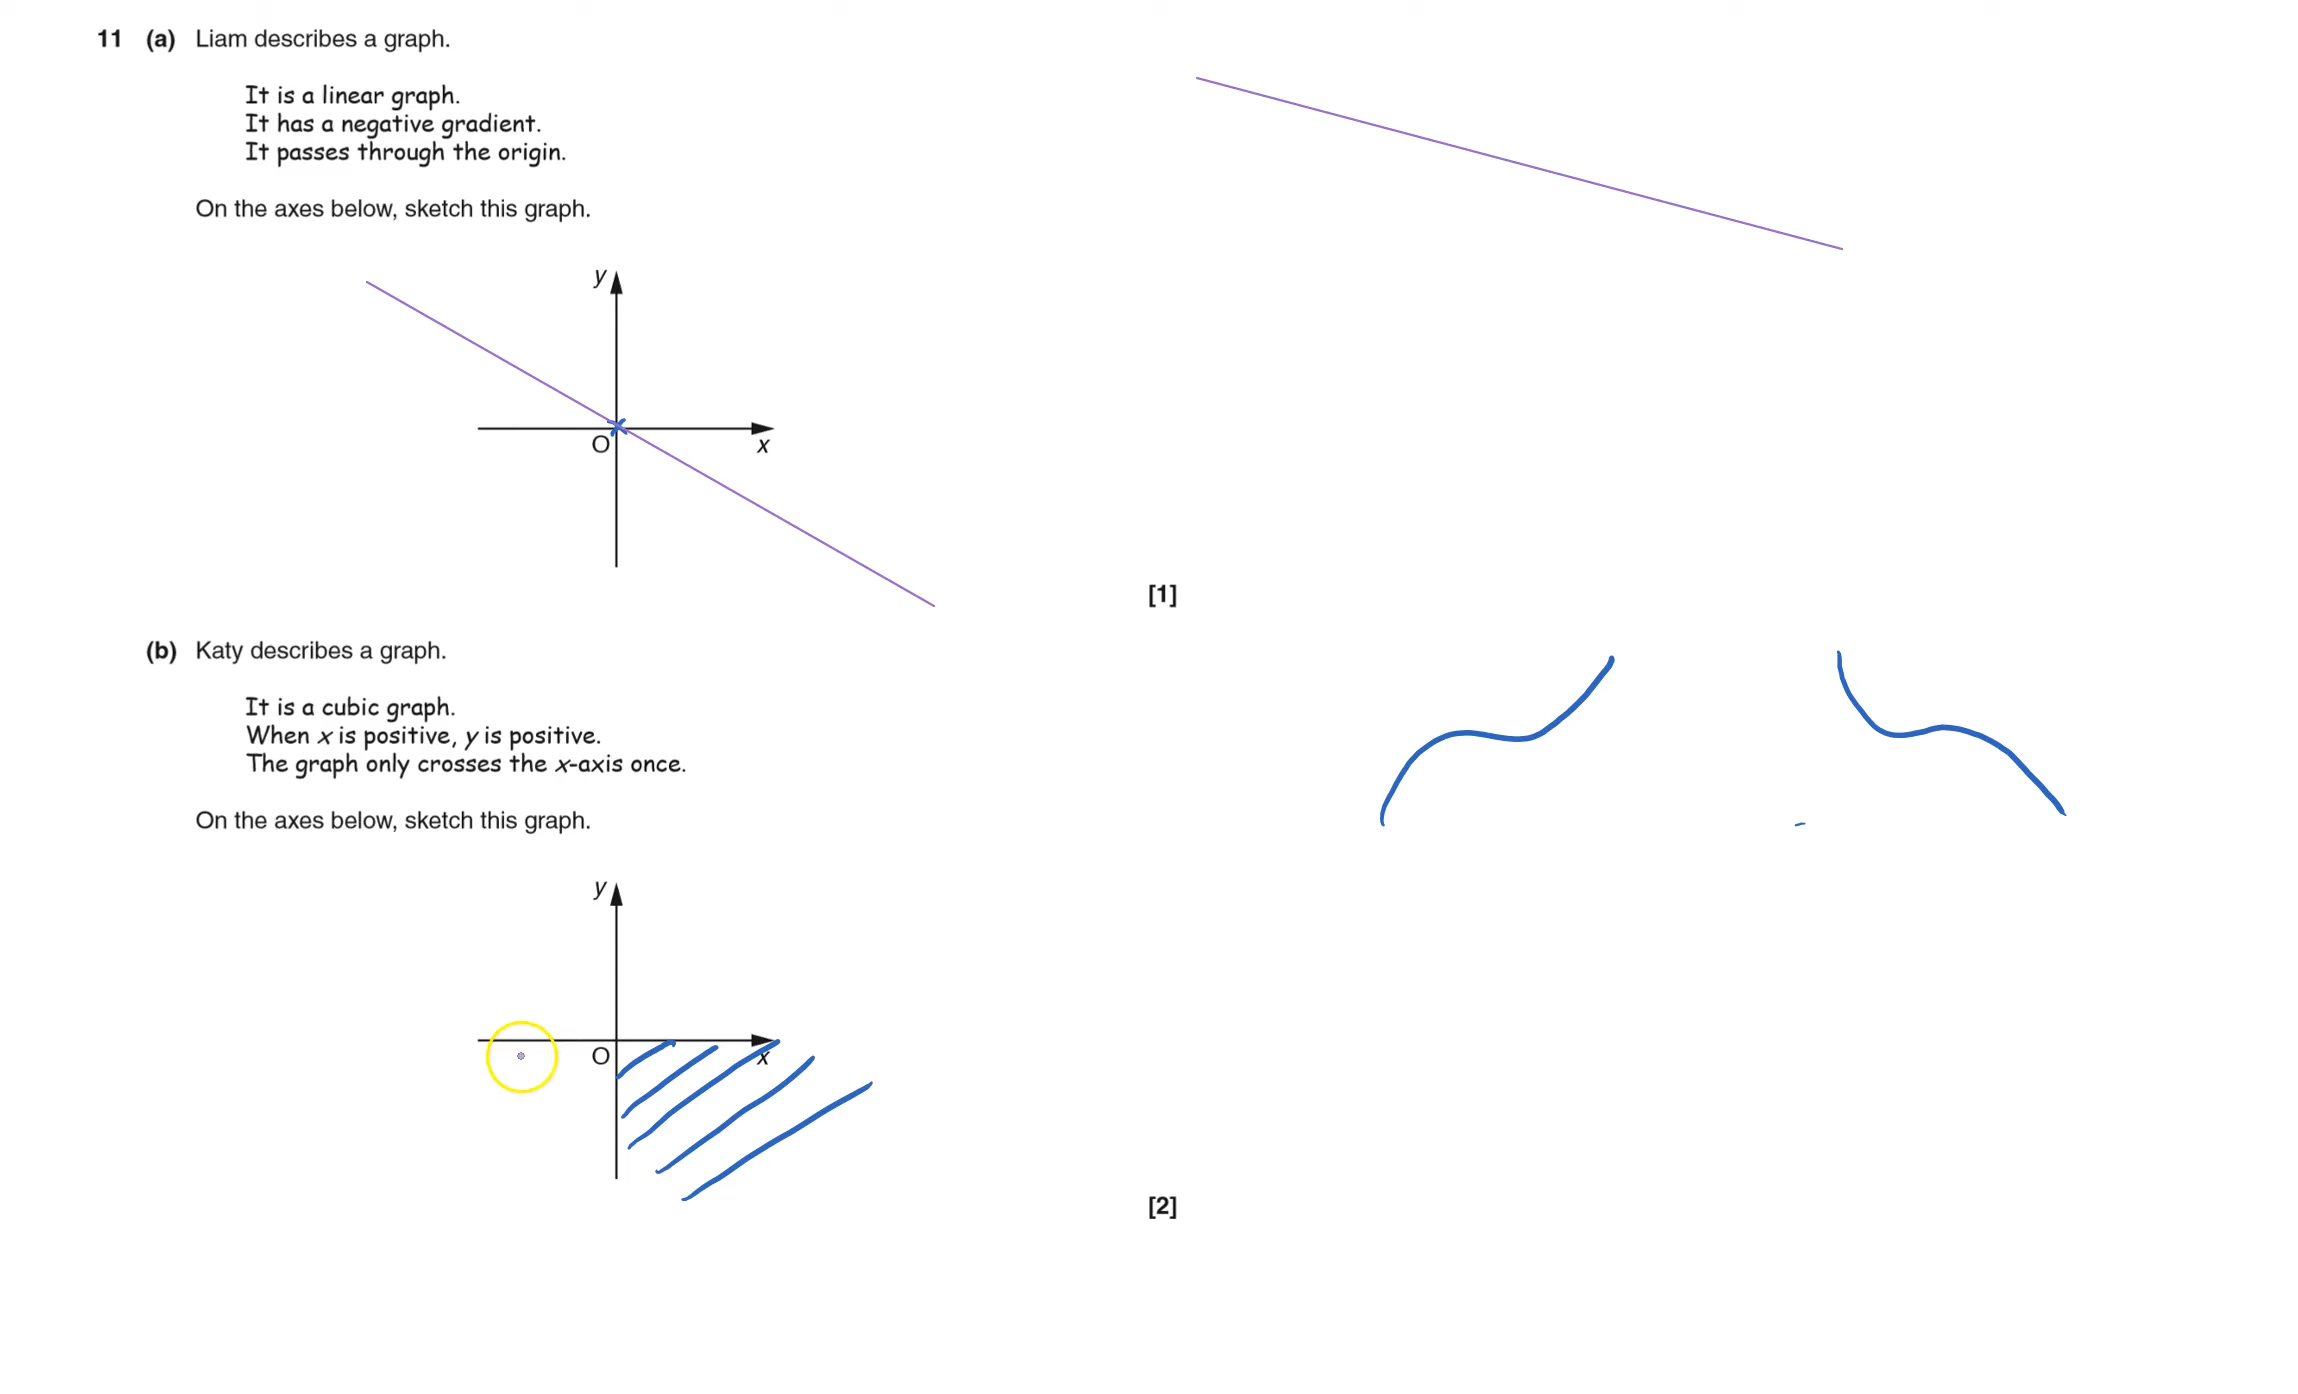 11 (a) Liam describes a graph.
It is a linear graph.
It has a negative gradient.
It passes through the origin.
On the axes below, sketch this graph.
y
O
x
[1]
(b) Katy describes a graph.
It is a cubic graph.
When x is positive, y is positive.
The graph only crosses the x-axis once.
On the axes below, sketch this graph.
y
O
x
[2]